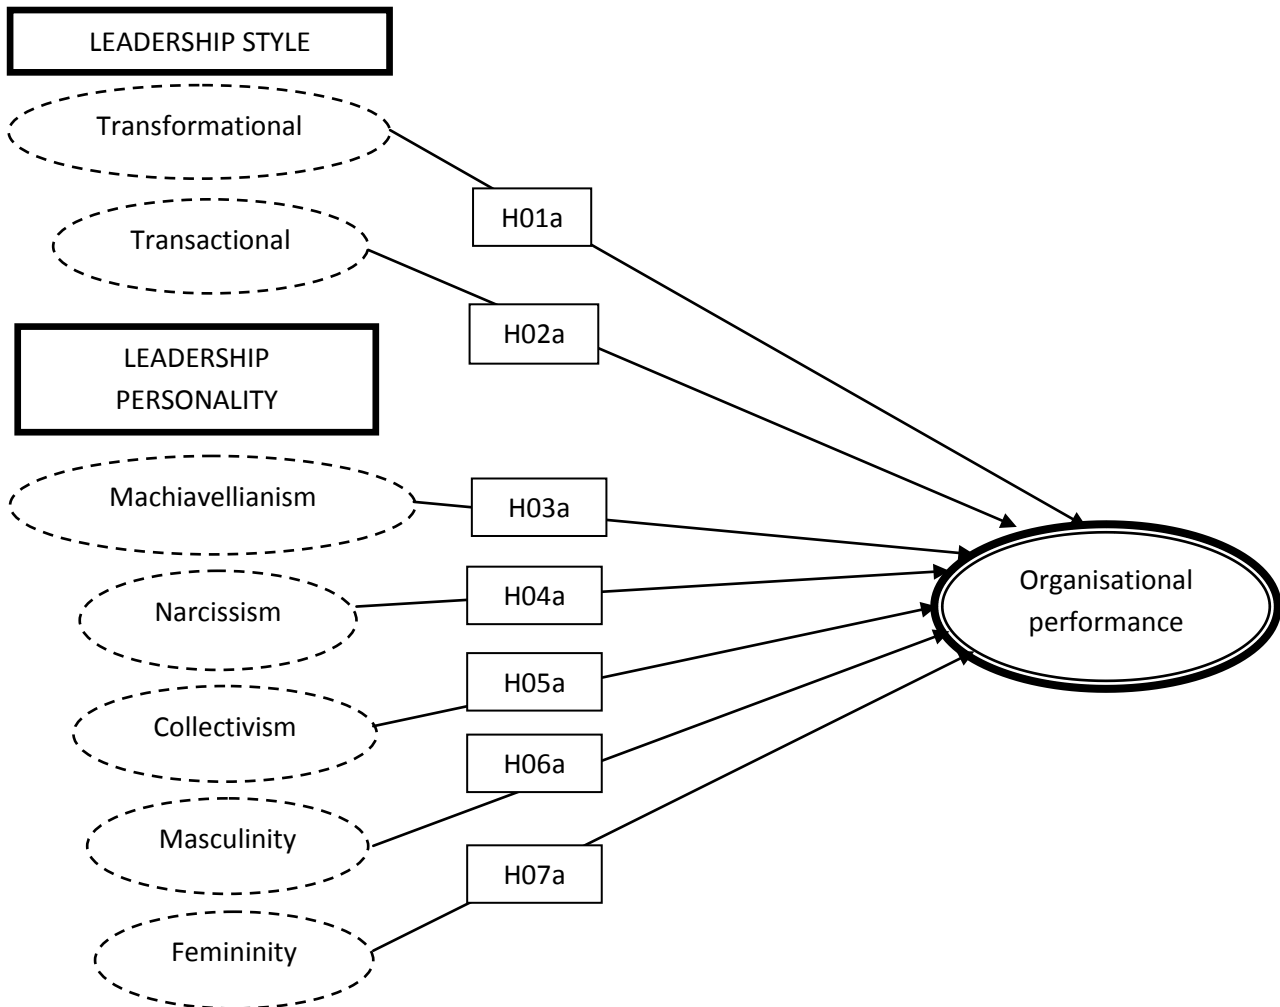 LEADERSHIP STYLE
Transformational
H01a
Transactional
H02a
LEADERSHIP
PERSONALITY
Machiavellianism
H03a
Narcissism
H04a
Collectivism
H05a
Masculinity
H06a
Femininity
H07a
Organisational
performance